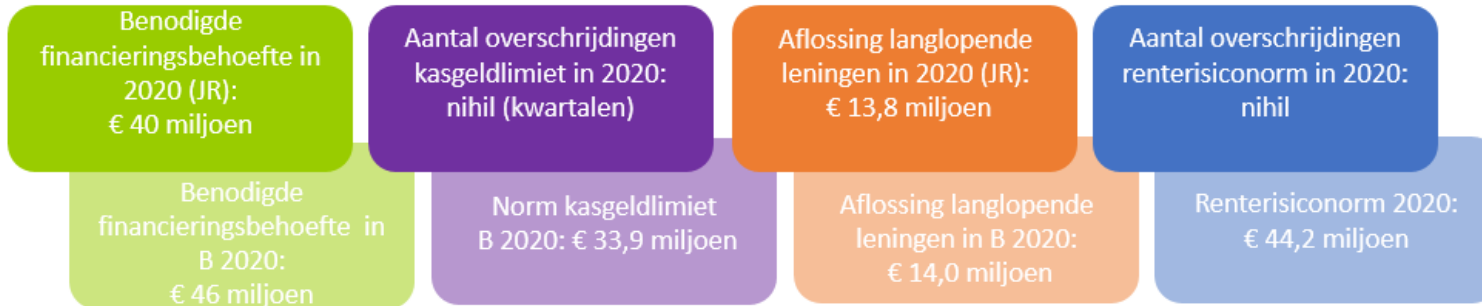 Benodigde
financieringsbehoefte in
2020 (JR):
€ 40 miljoen
Aantal overschrijdingen
kasgeldlimiet in 2020:
nihil (kwartalen)
Aflossing langlopende
leningen in 2020 (JR):
€ 13,8 miljoen
Aantal overschrijdingen
renterisiconorm in 2020:
nihil
Benodigde
financieringsbehoefte in
B 2020:
€ 46 miljoen
Norm kasgeldlimiet
B 2020: € 33,9 miljoen
Aflossing langlopende
leningen in B 2020:
€ 14,0 miljoen
Renterisiconorm 2020:
€ 44,2 miljoen